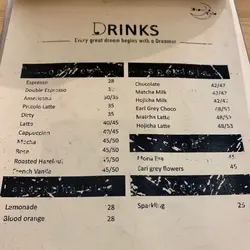 DRINKS
Every great dream begins with a Dreamer
Espresso 28
Double Espresso 30
Americano 30/35
Piccolo Latte 35
Dirty 35
Latte 40/45
Cappuccino 40/45
Mocha 45/50
Rose 45/50
Roasted Hazelnut 45/50
French Vanilla 45/50
Lemonade 28
Blood orange 28
Chocolate 42/47
Matcha Milk 42/47
Hojicha Milk 42/47
Earl Grey Choco 48/53
Matcha Latte 48/53
Hojicha Latte 48/53
Earl grey flowers 45
Sparkling 25